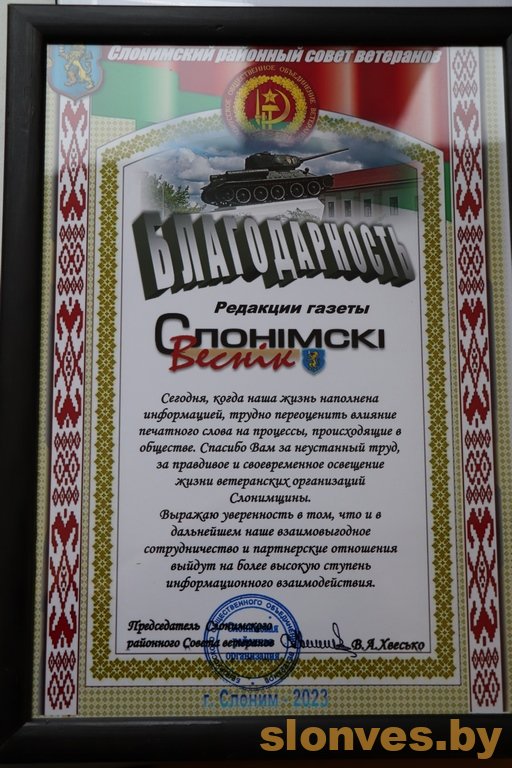 Слонимский районный совет ветеранов
БЛАГОДАРНОСТЬ
Редакции газеты
СЛОНІМСКІ
Веснік
Сегодня, когда наша жизнь наполнена
информацией, трудно переоценить влияние
печатного слова на процессы, происходящие в
обществе. Спасибо Вам за неустанный труд,
за правдивое и своевременное освещение
жизни ветеранских организаций
Слонимщины.
Выражаю уверенность в том, что и в
дальнейшем наше взаимовыгодное
сотрудничество и партнерские отношения
выйдут на более высокую ступень
информационного взаимодействия.
Председатель Слонимского
районного Совета ветеранов
В.А.Хвесько
г. Слоним - 2023
slonves.by